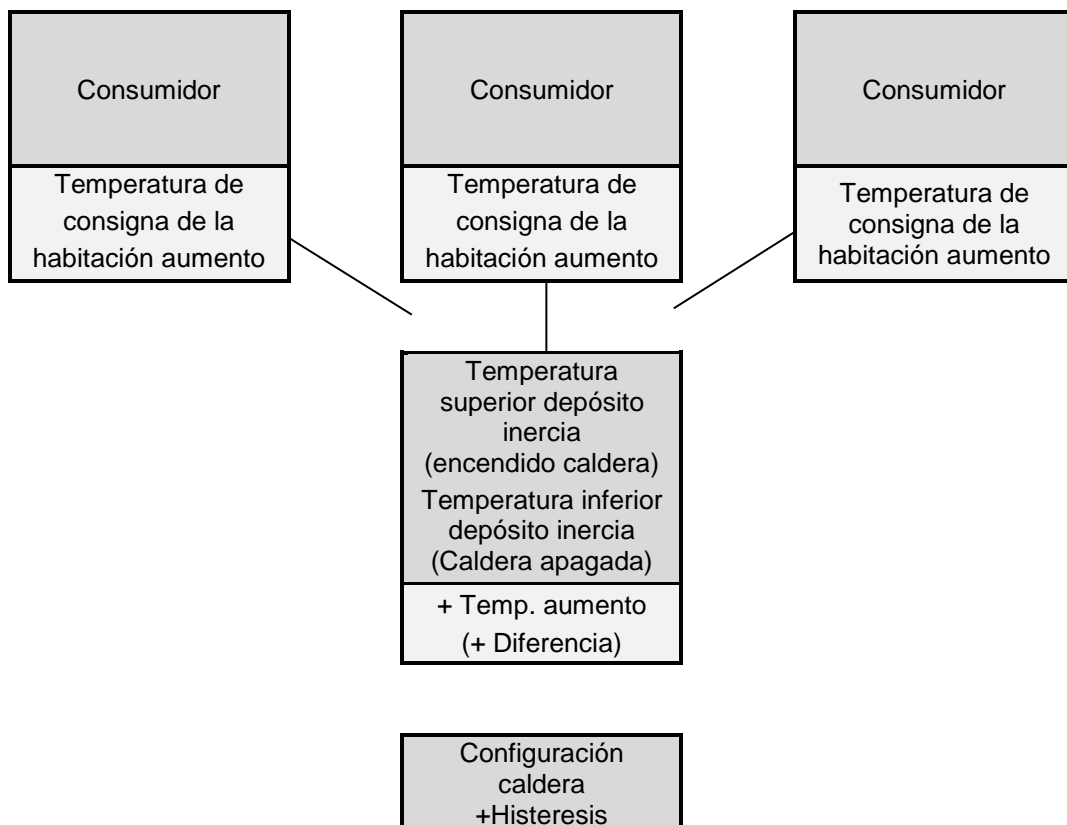 Consumidor
Temperatura de
consigna de la
habitación aumento
Consumidor
Temperatura de
consigna de la
habitación aumento
Consumidor
Temperatura de
consigna de la
habitación aumento
Temperatura
superior depósito
inercia
(encendido caldera)
Temperatura inferior
depósito inercia
(Caldera apagada)
+ Temp. aumento
(+ Diferencia)
Configuración
caldera
+Histeresis